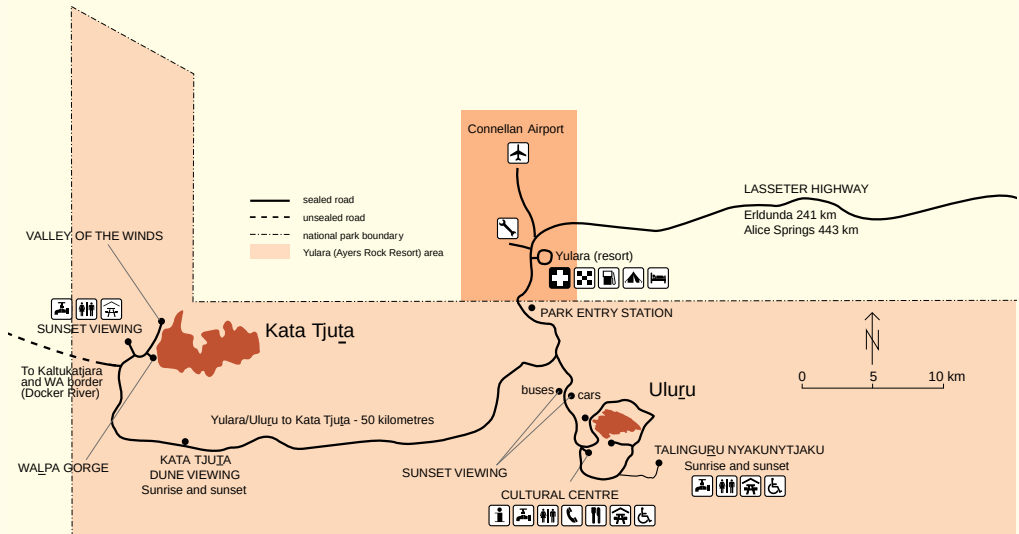 Connellan Airport
LASSETER HIGHWAY
Erldunda 241 km
Alice Springs 443 km
sealed road
unsealed road
national park boundary
Yulara (Ayers Rock Resort) area
VALLEY OF THE WINDS
Yulara (resort)
SUNSET VIEWING
Kata Tjuṯa
PARK ENTRY STATION
N
To Kaltukatjara
and WA border
(Docker River)
0 5 10 km
buses
cars
Uluṟu
Yulara/Uluṟu to Kata Tjuṯa - 50 kilometres
WAḺPA GORGE
KATA TJUṮA
DUNE VIEWING
Sunrise and sunset
SUNSET VIEWING
TALINGUṞU NYAKUNYTJAKU
Sunrise and sunset
CULTURAL CENTRE